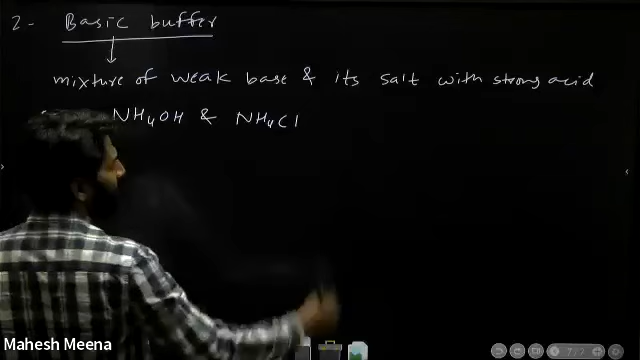 2- Basic buffer
mixture of weak base & its salt with strong acid
NH4OH & NH4Cl
Mahesh Meena